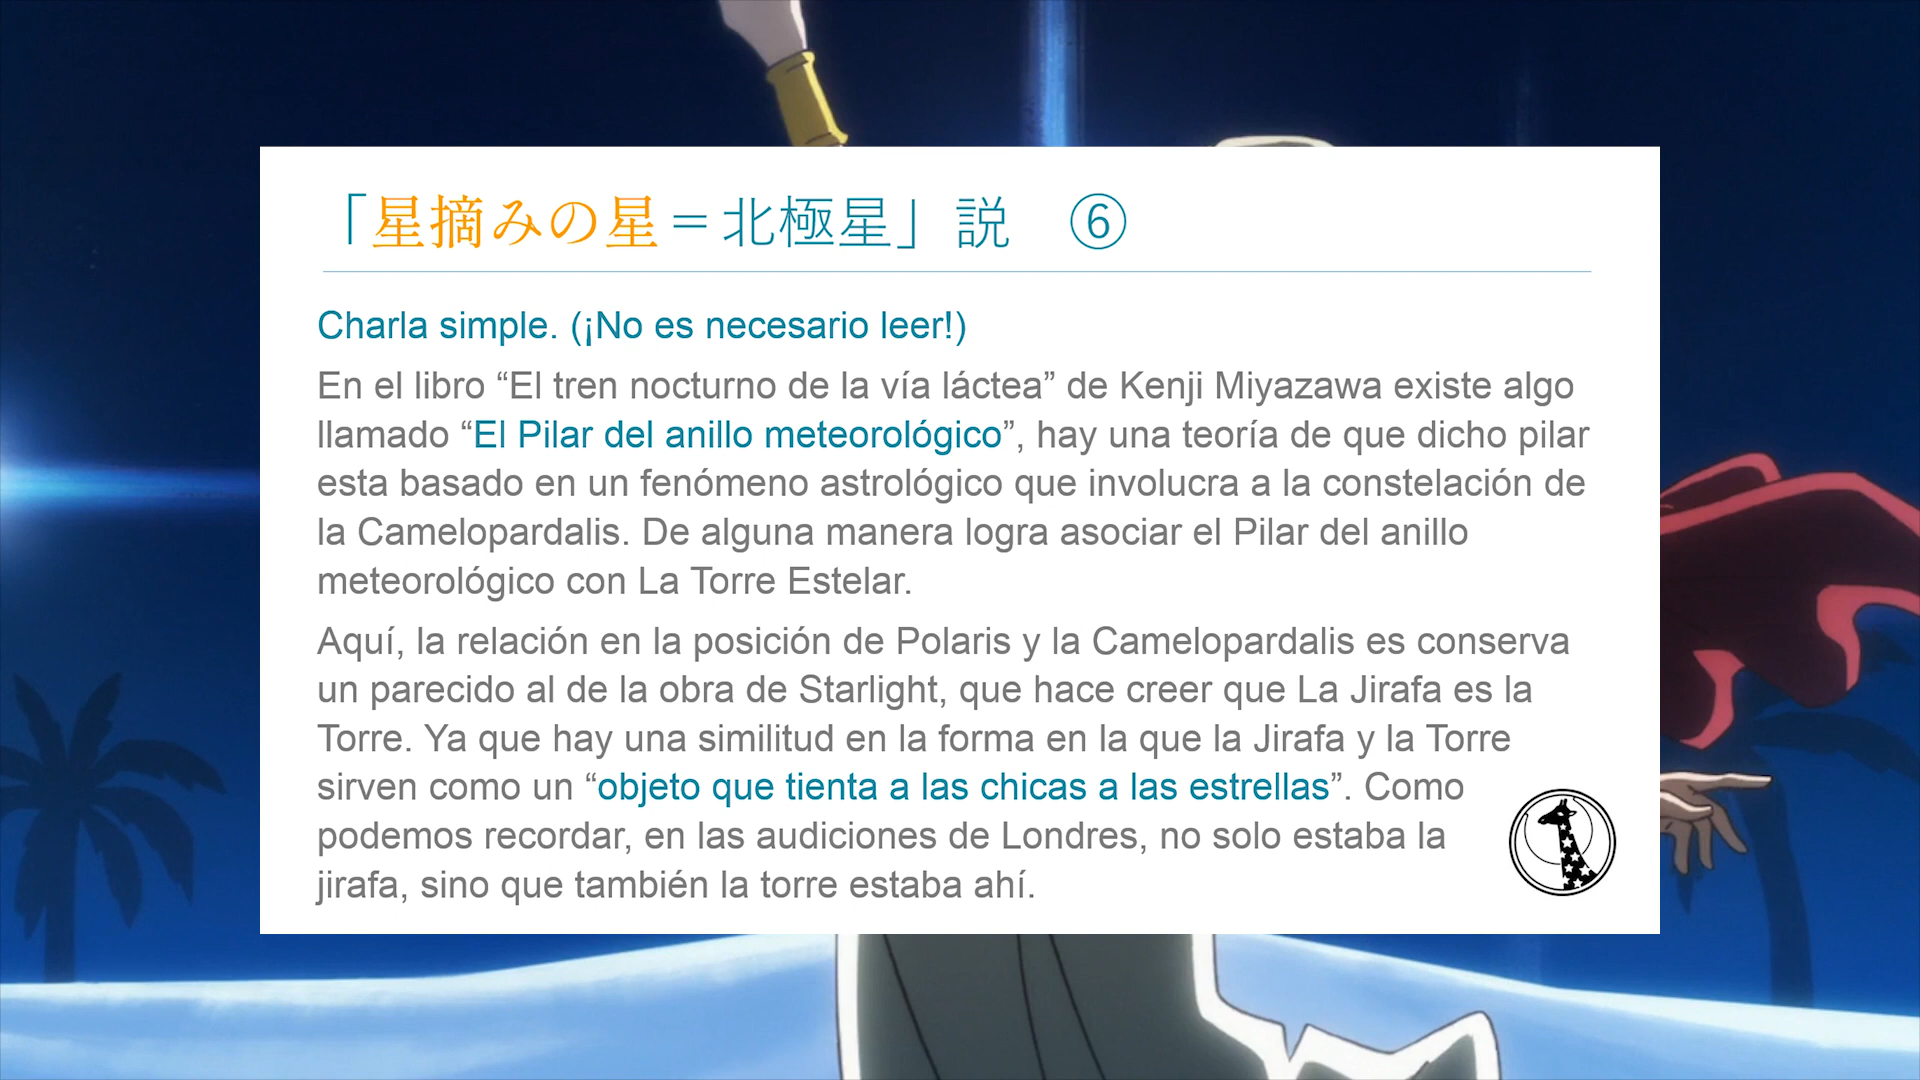 「星摘みの星＝北極星」説　⑥
Charla simple. (¡No es necesario leer!)
En el libro “El tren nocturno de la vía láctea” de Kenji Miyazawa existe algo
llamado “El Pilar del anillo meteorológico”, hay una teoría de que dicho pilar
esta basado en un fenómeno astrológico que involucra a la constelación de
la Camelopardalis. De alguna manera logra asociar el Pilar del anillo
meteorológico con La Torre Estelar.
Aquí, la relación en la posición de Polaris y la Camelopardalis es conserva
un parecido al de la obra de Starlight, que hace creer que La Jirafa es la
Torre. Ya que hay una similitud en la forma en la que la Jirafa y la Torre
sirven como un “objeto que tienta a las chicas a las estrellas”. Como
podemos recordar, en las audiciones de Londres, no solo estaba la
jirafa, sino que también la torre estaba ahí.